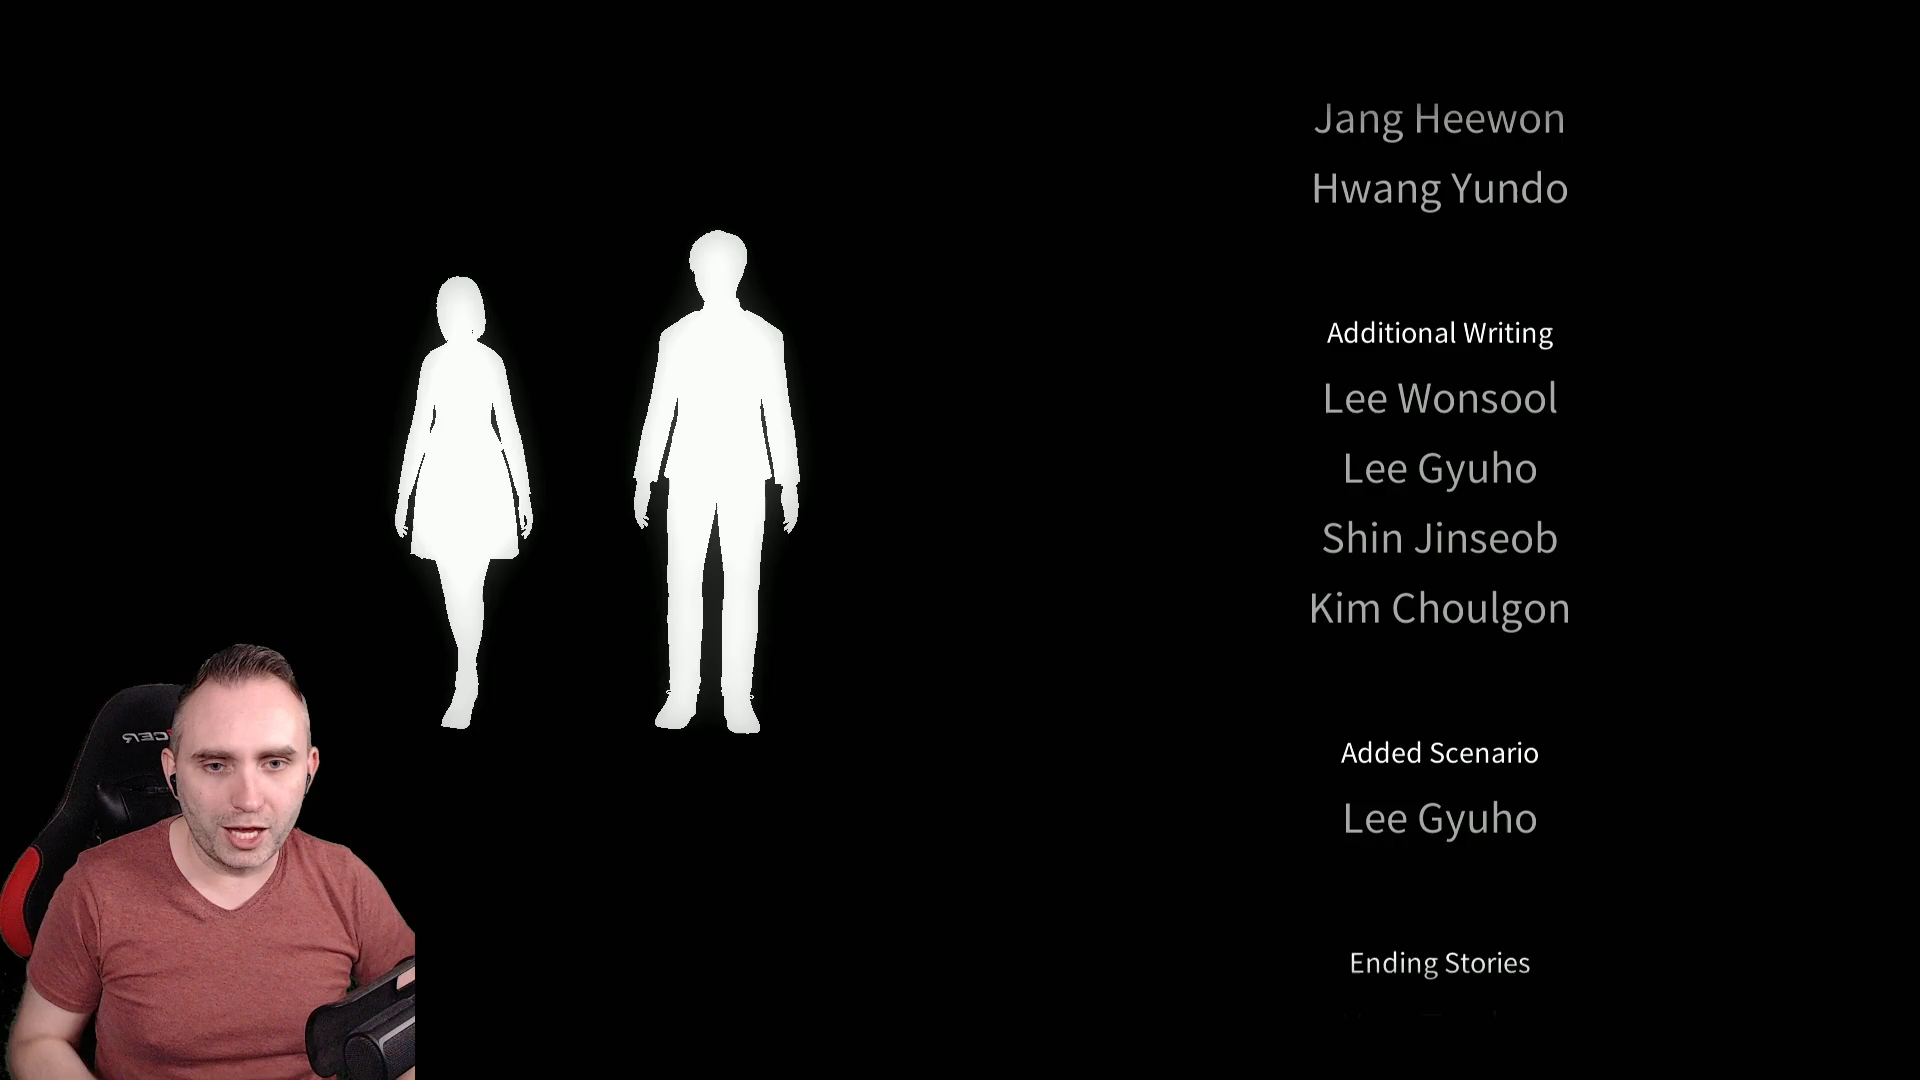 Jang Heewon
Hwang Yundo
Additional Writing
Lee Wonsool
Lee Gyuho
Shin Jinseob
Kim Choulgon
Added Scenario
Lee Gyuho
Ending Stories